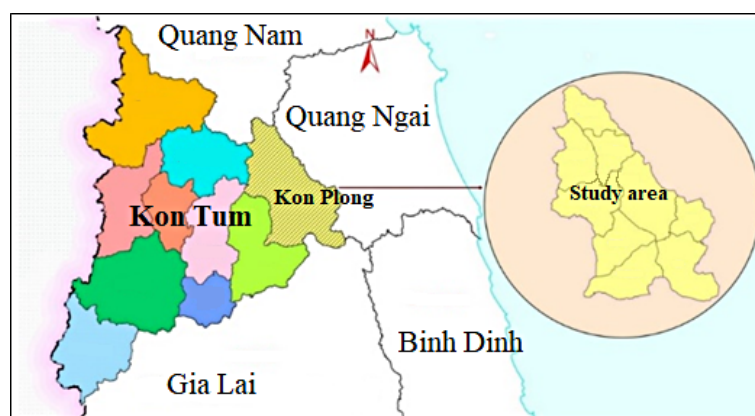 Quang Nam
N
Quang Ngai
Kon Tum
Kon Plong
Study area
Binh Dinh
Gia Lai